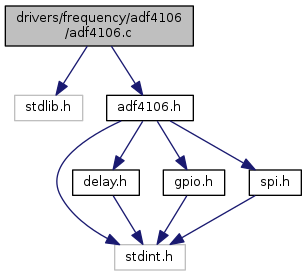 drivers/frequency/adf4106
/adf4106.c
stdlib.h
adf4106.h
delay.h
gpio.h
spi.h
stdint.h